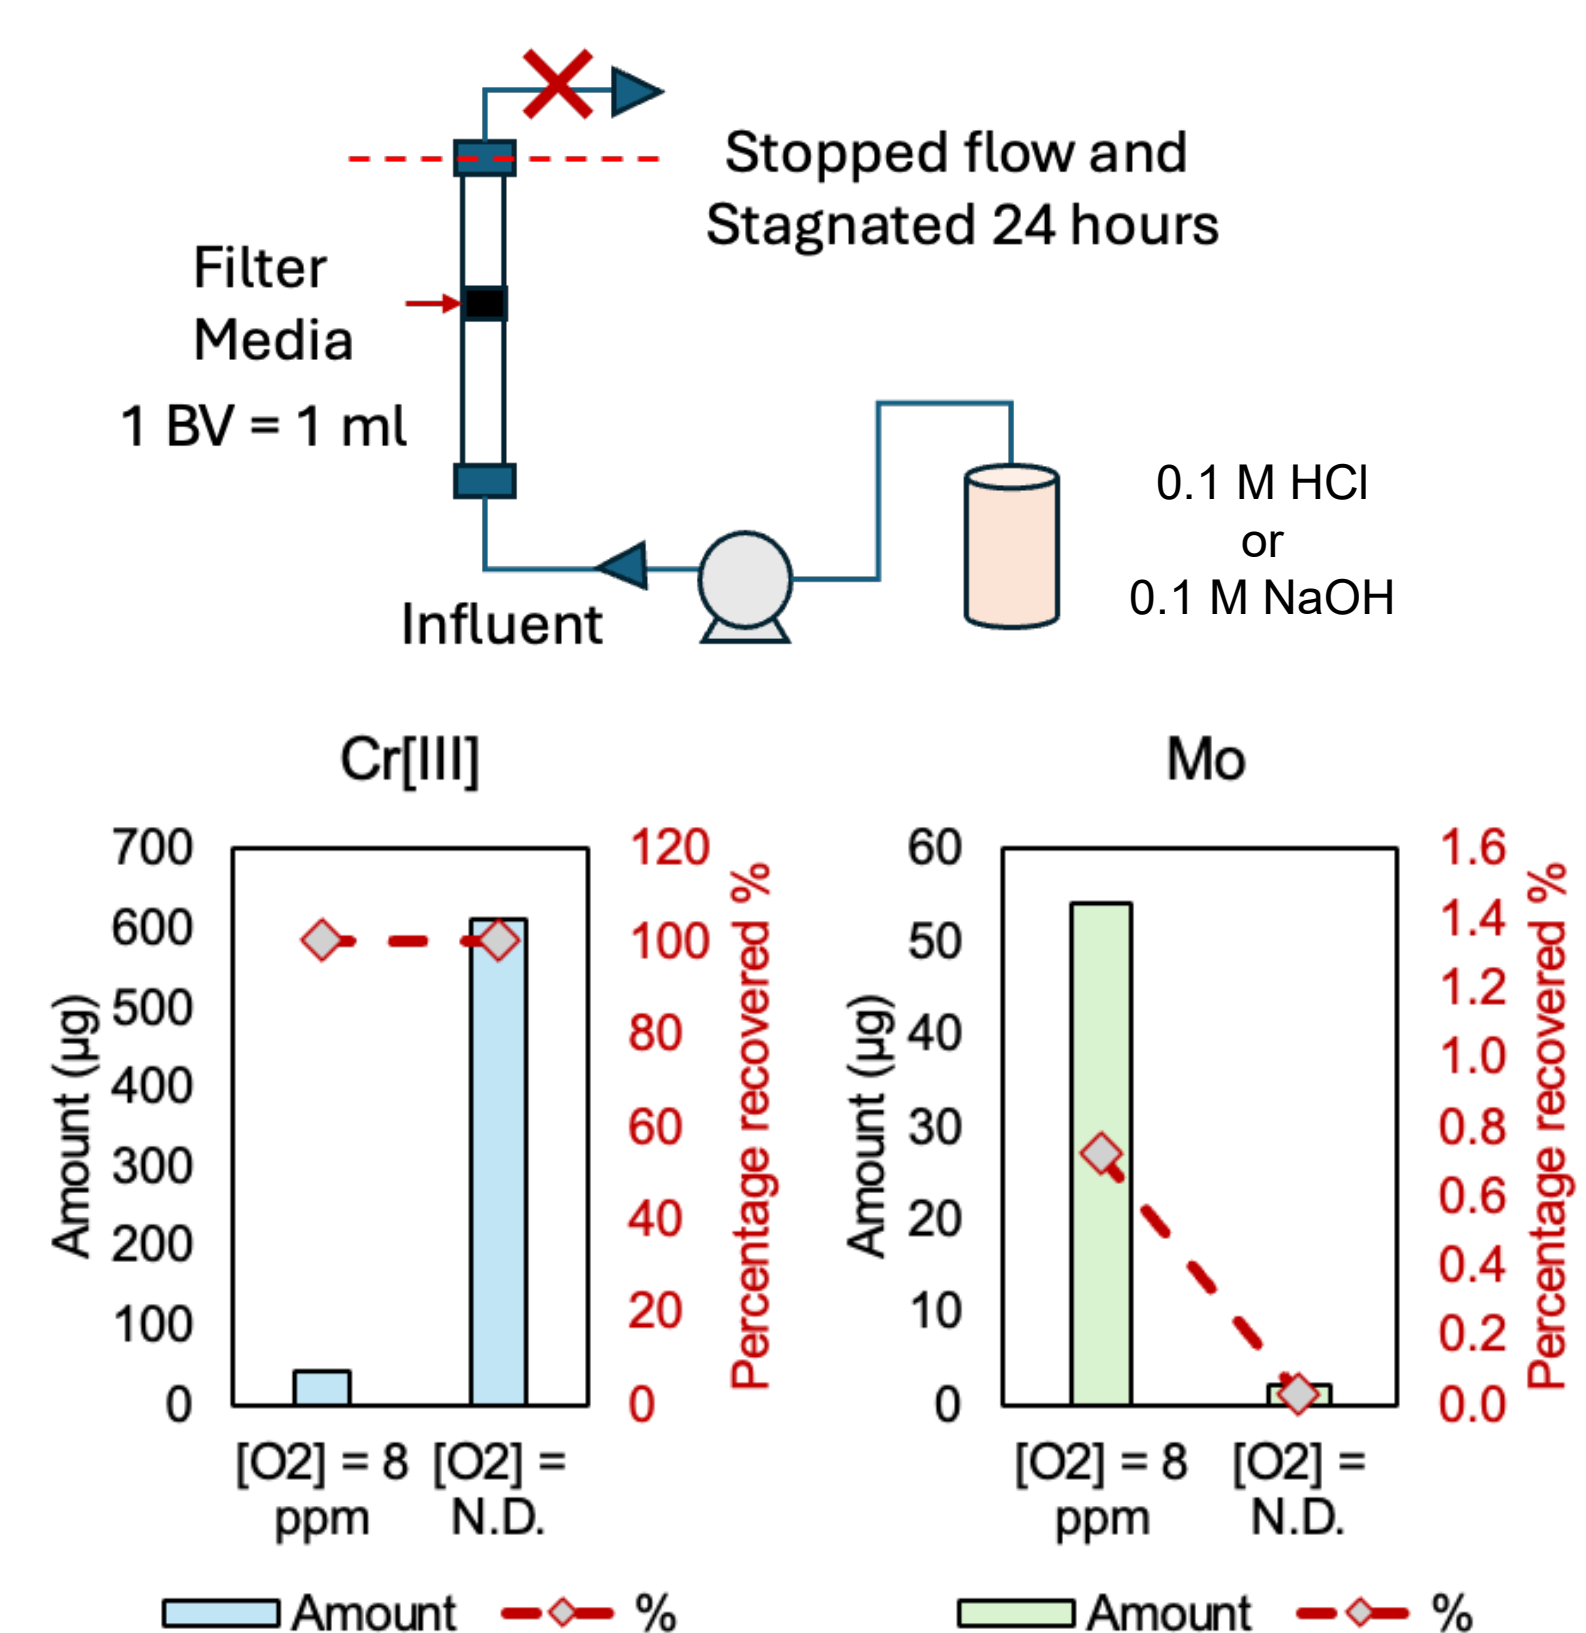 Stopped flow and
Stagnated 24 hours
Filter
Media
1 BV = 1 ml
0.1 M HCl
or
0.1 M NaOH
Influent
Cr[III]
700
600
500
400
300
200
100
0
Amount (µg)
120
100
80
60
40
20
0
Percentage recovered %
[O2] = 8
ppm
[O2] =
N.D.
Amount
%
Mo
60
50
40
30
20
10
0
Amount (µg)
1.6
1.4
1.2
1.0
0.8
0.6
0.4
0.2
0.0
Percentage recovered %
[O2] = 8
ppm
[O2] =
N.D.
Amount
%